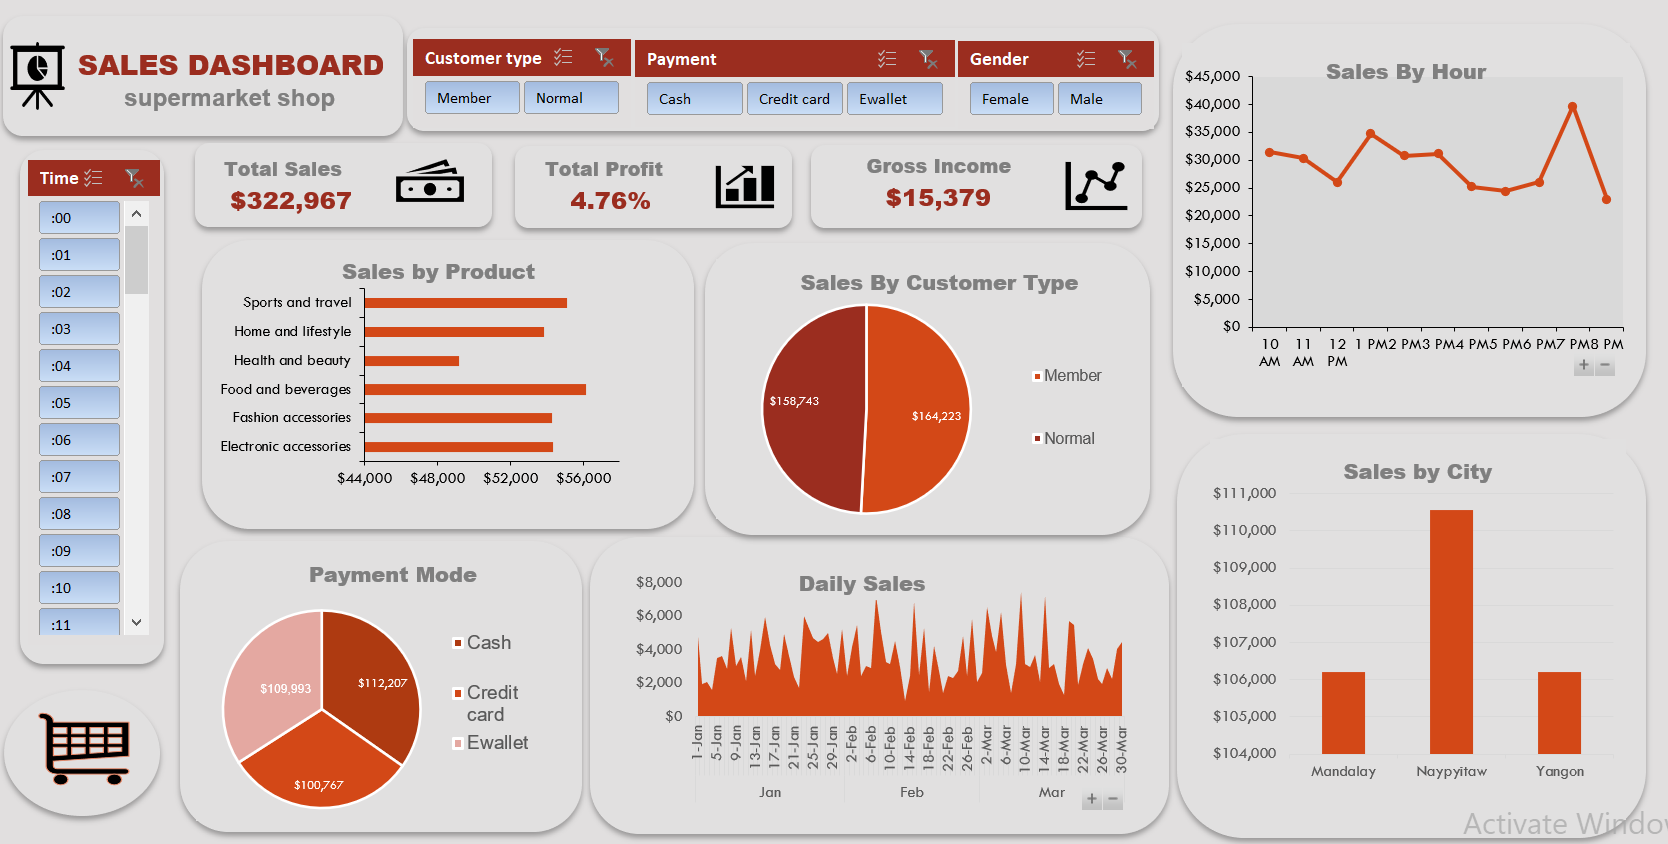 SALES DASHBOARD
supermarket shop
Customer type
Member
Normal
Payment
Cash
Credit card
Ewallet
Gender
Female
Male
Time
:00
:01
:02
:03
:04
:05
:06
:07
:08
:09
:10
:11
Total Sales
$322,967
Total Profit
4.76%
Gross Income
$15,379
Sales by Product
Sports and travel
Home and lifestyle
Health and beauty
Food and beverages
Fashion accessories
Electronic accessories
$44,000 $48,000 $52,000 $56,000
Sales By Customer Type
$158,743
$164,223
Member
Normal
Sales By Hour
$45,000
$40,000
$35,000
$30,000
$25,000
$20,000
$15,000
$10,000
$5,000
$0
10 AM 11 AM 12 PM 1 PM 2 PM 3 PM 4 PM 5 PM 6 PM 7 PM 8 PM
Payment Mode
$109,993
$112,207
$100,767
Cash
Credit card
Ewallet
Daily Sales
$8,000
$6,000
$4,000
$2,000
$0
1-Jan 5-Jan 9-Jan 13-Jan 17-Jan 21-Jan 25-Jan 29-Jan 2-Feb 6-Feb 10-Feb 14-Feb 18-Feb 22-Feb 26-Feb 2-Mar 6-Mar 10-Mar 14-Mar 18-Mar 22-Mar 26-Mar 30-Mar
Jan Feb Mar
Sales by City
$111,000
$110,000
$109,000
$108,000
$107,000
$106,000
$105,000
$104,000
Mandalay Naypyitaw Yangon
Activate Windo